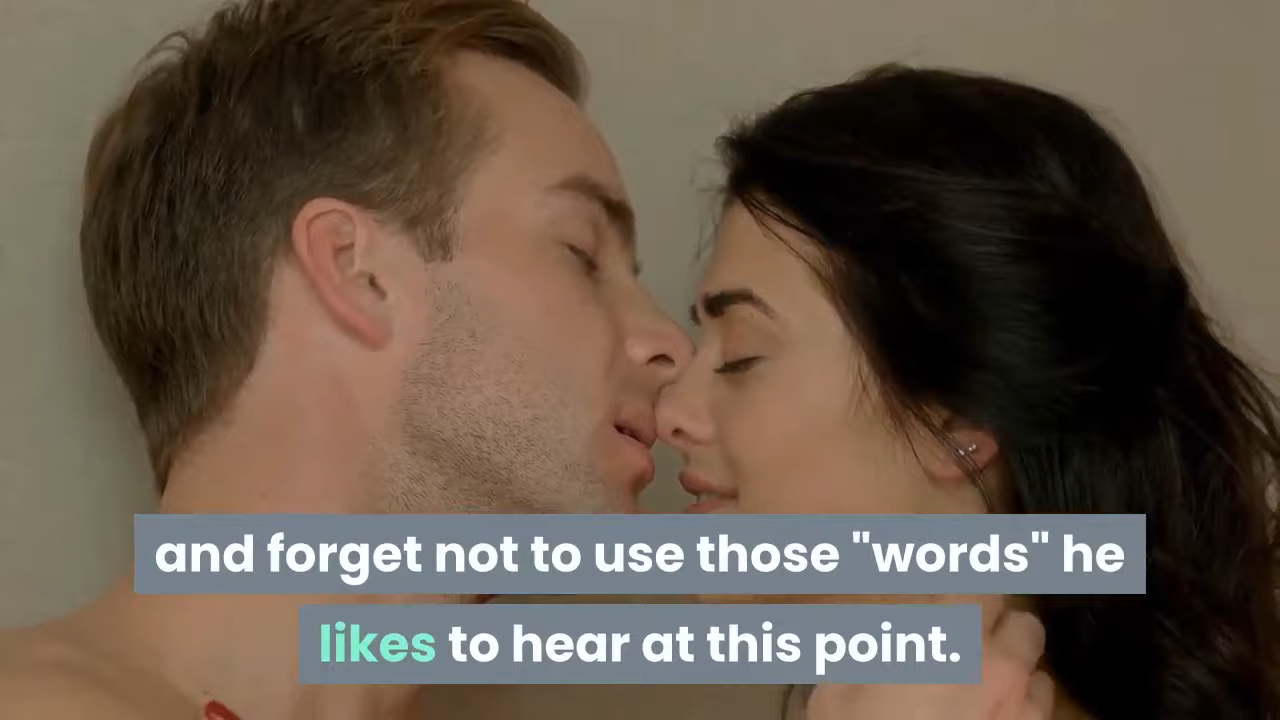 and forget not to use those "words" he
likes to hear at this point.